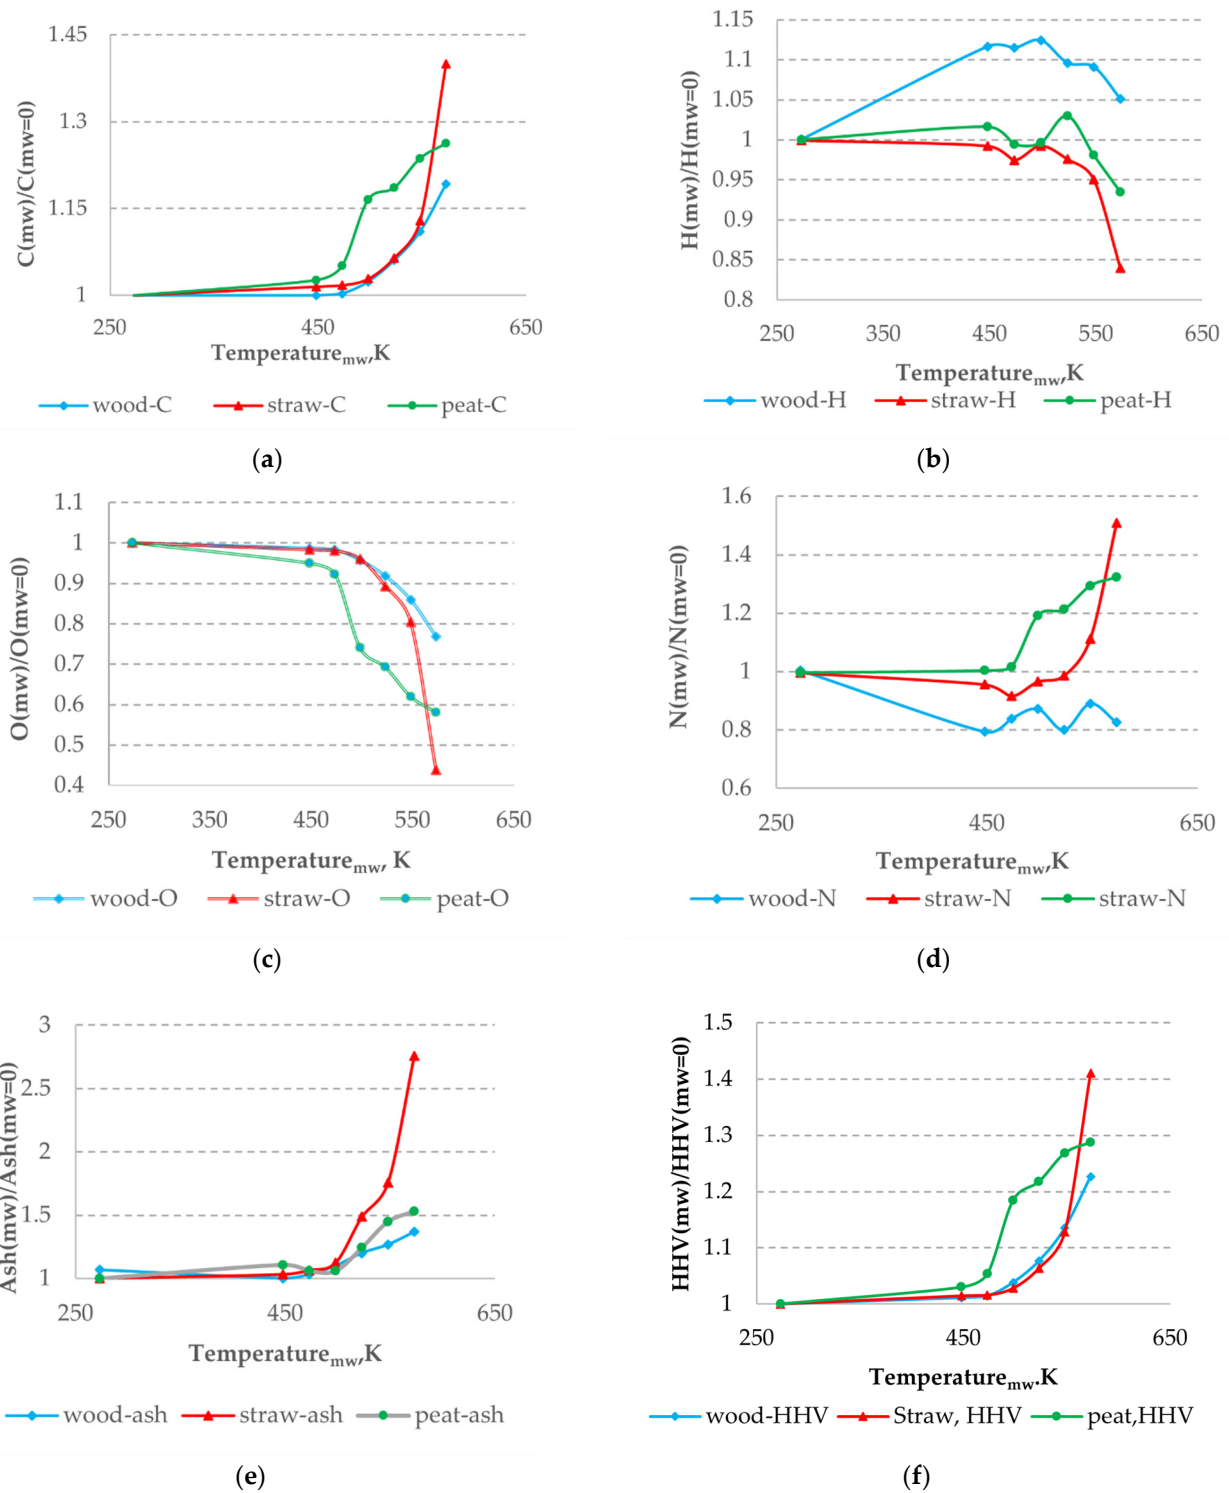 1.45
1.3
1.15
1
C(mw)/C(mw=0)
250 450 650
Temperaturemw,K
wood-C straw-C peat-C
(a)
1.15
1.1
1.05
1
0.95
0.9
0.85
0.8
H(mw)/H(mw=0)
250 350 450 550 650
Temperaturemw,K
wood-H straw-H peat-H
(b)
1.1
1
0.9
0.8
0.7
0.6
0.5
0.4
O(mw)/O(mw=0)
250 350 450 550 650
Temperaturemw, K
wood-O straw-O peat-O
(c)
1.6
1.4
1.2
1
0.8
0.6
N(mw)/N(mw=0)
250 450 650
Temperaturemw,K
wood-N straw-N straw-N
(d)
3
2.5
2
1.5
1
Ash(mw)/Ash(mw=0)
250 450 650
Temperaturemw,K
wood-ash straw-ash peat-ash
(e)
1.5
1.4
1.3
1.2
1.1
1
HHV(mw)/HHV(mw=0)
250 450 650
Temperaturemw.K
wood-HHV Straw, HHV peat,HHV
(f)